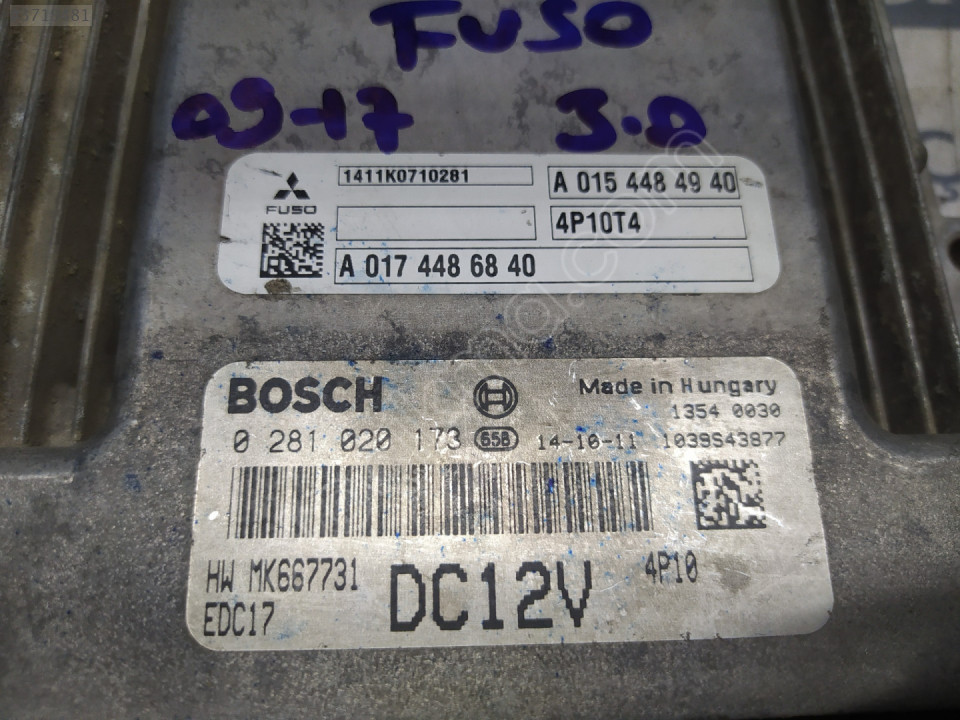 FUSO
09-17 3.0
1411K0710281 A 015 448 49 40
FUSO 4P10T4
A 017 448 68 40
BOSCH Made in Hungary
1354 0030
0 281 020 173 658 14-10-11 1039S43877
HW MK667731 DC12V 4P10
EDC17